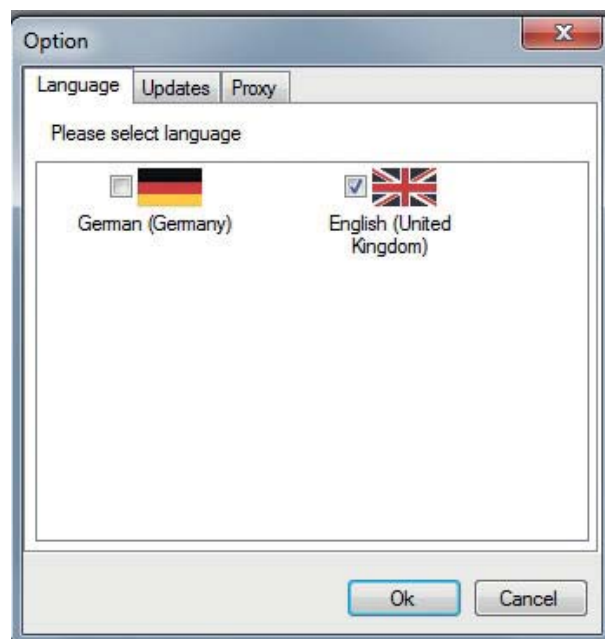 Option
Language Updates Proxy
Please select language
German (Germany)
English (United
Kingdom)
Ok Cancel